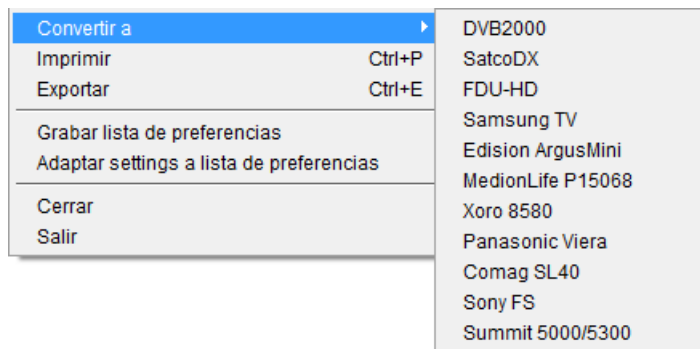 Convertir a
Imprimir Ctrl+P
Exportar Ctrl+E
Grabar lista de preferencias
Adaptar settings a lista de preferencias
Cerrar
Salir
DVB2000
SatcoDX
FDU-HD
Samsung TV
Edision ArgusMini
MedionLife P15068
Xoro 8580
Panasonic Viera
Comag SL40
Sony FS
Summit 5000/5300